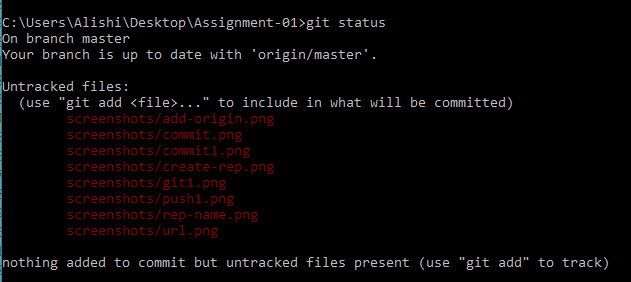 C:\Users\Alishi\Desktop\Assignment-01>git status
On branch master
Your branch is up to date with 'origin/master'.
Untracked files:
(use "git add <file>..." to include in what will be committed)
screenshots/add-origin.png
screenshots/commit.png
screenshots/commit1.png
screenshots/create-rep.png
screenshots/git1.png
screenshots/push1.png
screenshots/rep-name.png
screenshots/url.png
nothing added to commit but untracked files present (use "git add" to track)